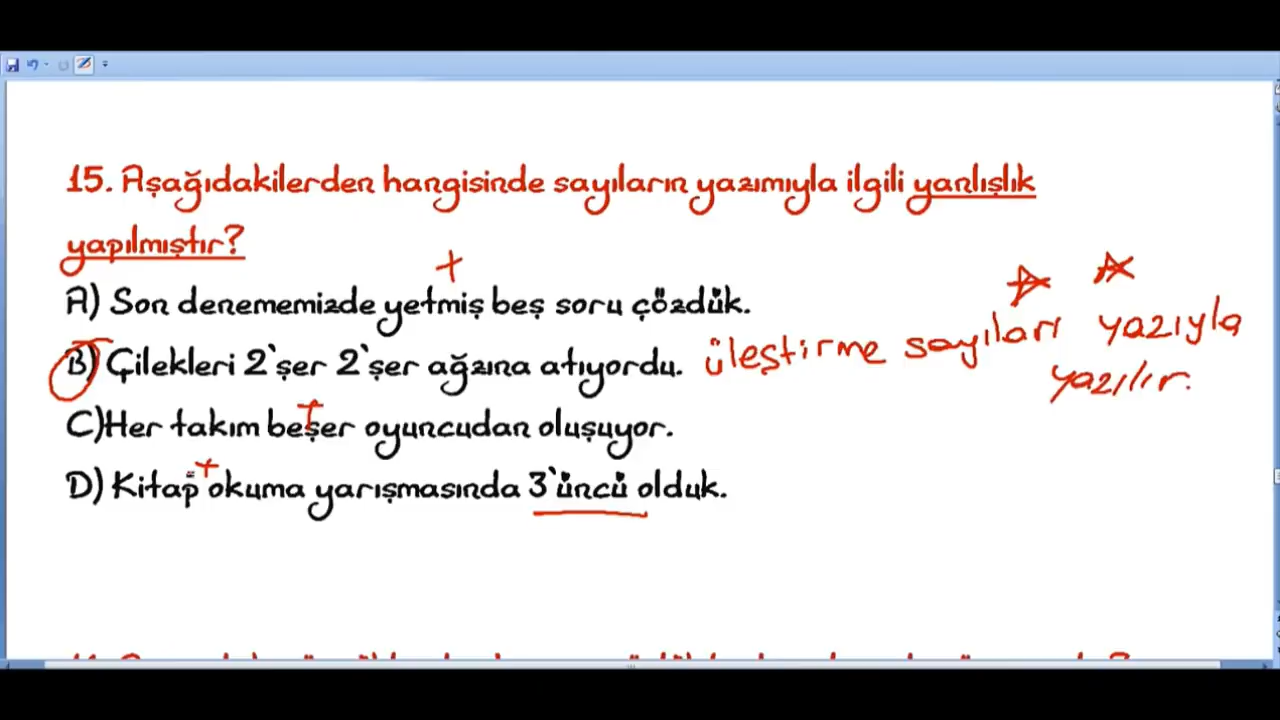 15. Aşağıdakilerden hangisinde sayıların yazımıyla ilgili yanlışlık
yapılmıştır?
A) Son denememizde yetmiş beş soru çözdük.
B) Çilekleri 2`şer 2`şer ağzına atıyordu.
üleştirme sayıları yazıyla
yazılır.
C)Her takım beşer oyuncudan oluşuyor.
D) Kitap okuma yarışmasında 3`üncü olduk.